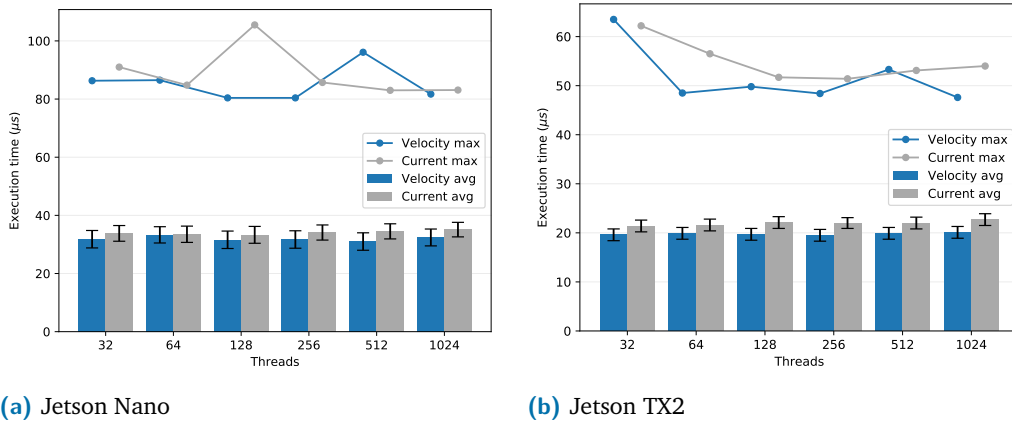 100
80
60
40
20
0
Execution time (μs)
Velocity max
Current max
Velocity avg
Current avg
32 64 128 256 512 1024
Threads
(a) Jetson Nano
60
50
40
30
20
10
0
Execution time (μs)
Velocity max
Current max
Velocity avg
Current avg
32 64 128 256 512 1024
Threads
(b) Jetson TX2